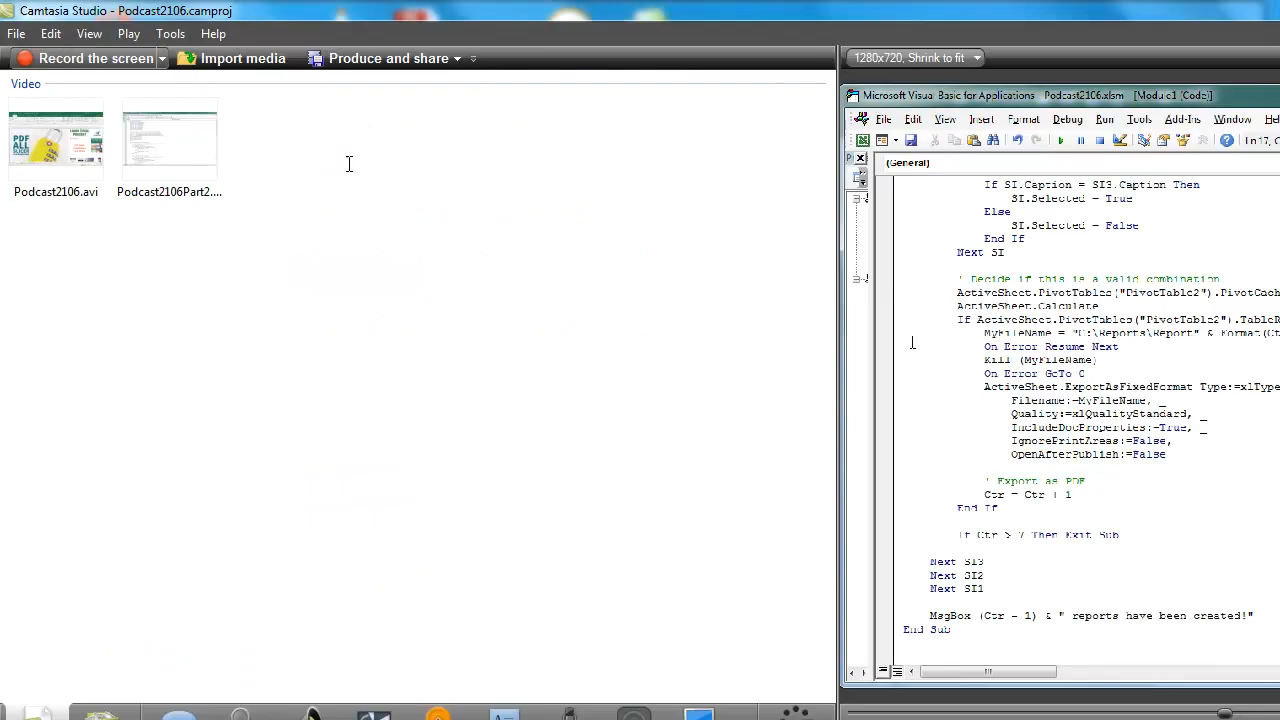 Camtasia Studio - Podcast2106.camproj
File Edit View Play Tools Help
Record the screen Import media Produce and share
1280x720, Shrink to fit
Video
PDF
ALL
SLICER
Podcast2106.avi Podcast2106Part2....
Microsoft Visual Basic for Applications - Podcast2106.xlsm - [Module1 (Code)]
File Edit View Insert Format Debug Run Tools Add-Ins Window He
(General)
If SI.Caption = SI3.Caption Then
SI.Selected = True
Else
SI.Selected = False
End If
Next SI
' Decide if this is a valid combination
ActiveSheet.PivotTables("PivotTable2").PivotCac
ActiveSheet.Calculate
If ActiveSheet.PivotTables("PivotTable2").TableR
MyFileName = "C:\Reports\Report" & Format(Ct
On Error Resume Next
Kill (MyFileName)
On Error GoTo 0
ActiveSheet.ExportAsFixedFormat Type:=xlType
Filename:=MyFileName, _
Quality:=xlQualityStandard, _
IncludeDocProperties:=True, _
IgnorePrintAreas:=False,
OpenAfterPublish:=False
' Export as PDF
Ctr = Ctr + 1
End If
If Ctr > 7 Then Exit Sub
Next SI3
Next SI2
Next SI1
MsgBox (Ctr - 1) & " reports have been created!"
End Sub